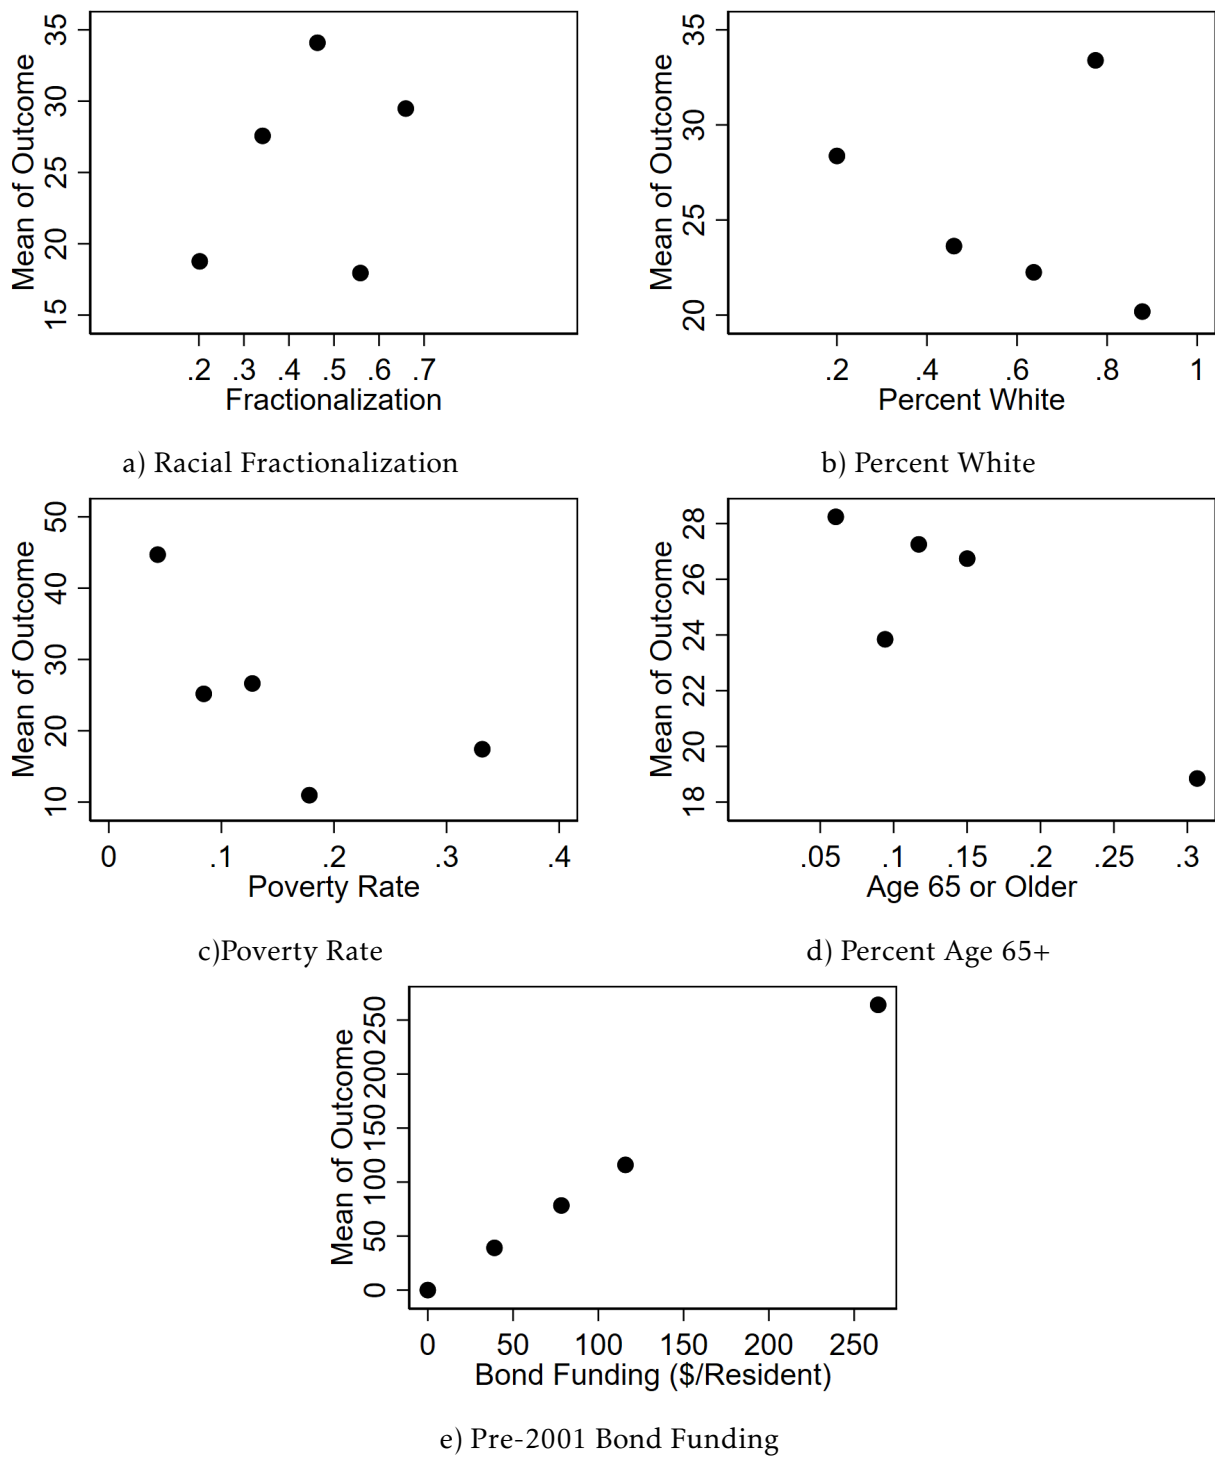 Mean of Outcome
35
30
25
20
15
.2 .3 .4 .5 .6 .7
Fractionalization
a) Racial Fractionalization
Mean of Outcome
35
30
25
20
.2 .4 .6 .8 1
Percent White
b) Percent White
Mean of Outcome
50
40
30
20
10
0 .1 .2 .3 .4
Poverty Rate
c)Poverty Rate
Mean of Outcome
28
26
24
22
20
18
.05 .1 .15 .2 .25 .3
Age 65 or Older
d) Percent Age 65+
Mean of Outcome
250
200
150
100
50
0
0 50 100 150 200 250
Bond Funding ($/Resident)
e) Pre-2001 Bond Funding